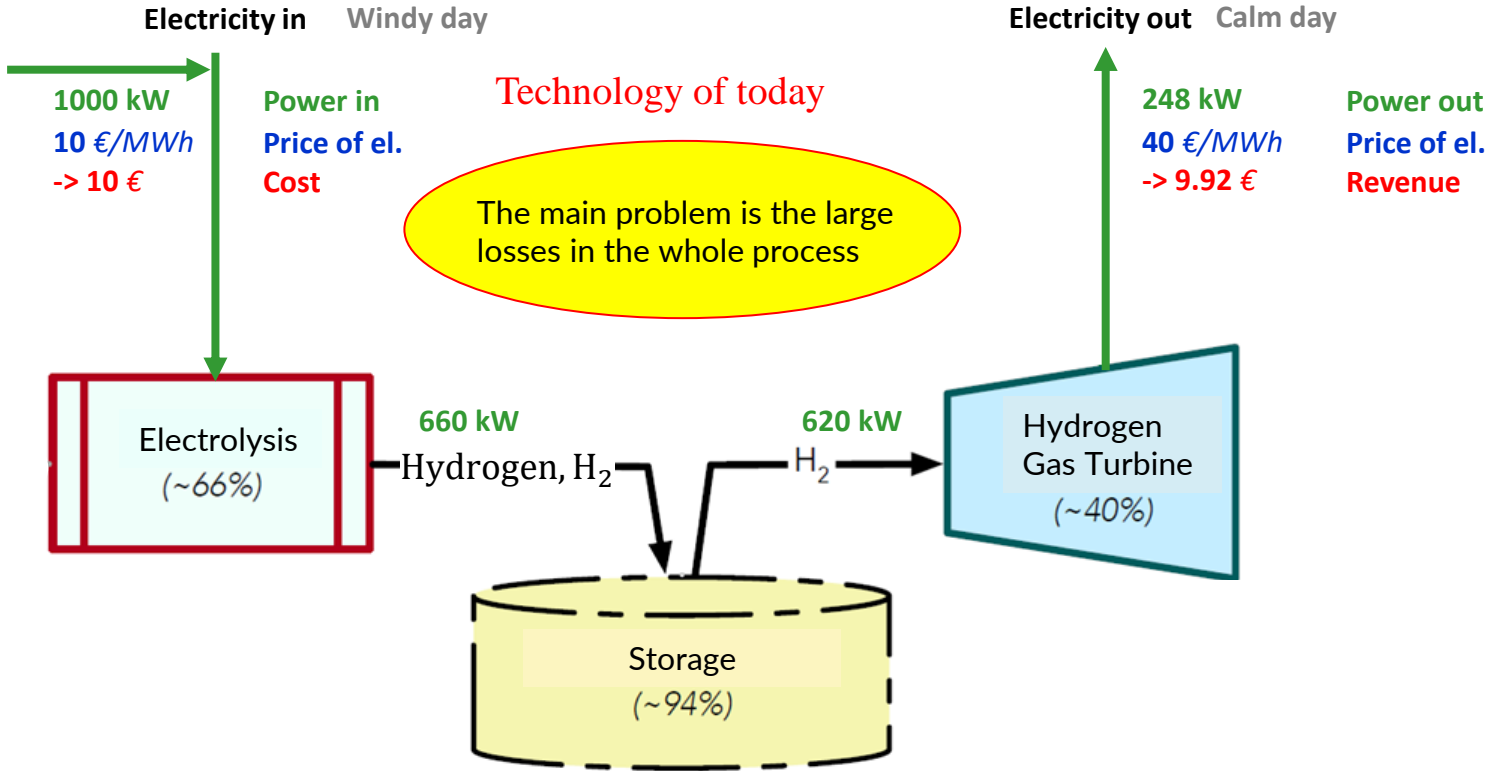 Electricity in Windy day
Electricity out Calm day
Technology of today
1000 kW Power in
10 €/MWh Price of el.
-> 10 € Cost
248 kW Power out
40 €/MWh Price of el.
-> 9.92 € Revenue
The main problem is the large
losses in the whole process
Electrolysis
(~66%)
660 kW
Hydrogen, H₂
620 kW
H₂
Hydrogen
Gas Turbine
(~40%)
Storage
(~94%)